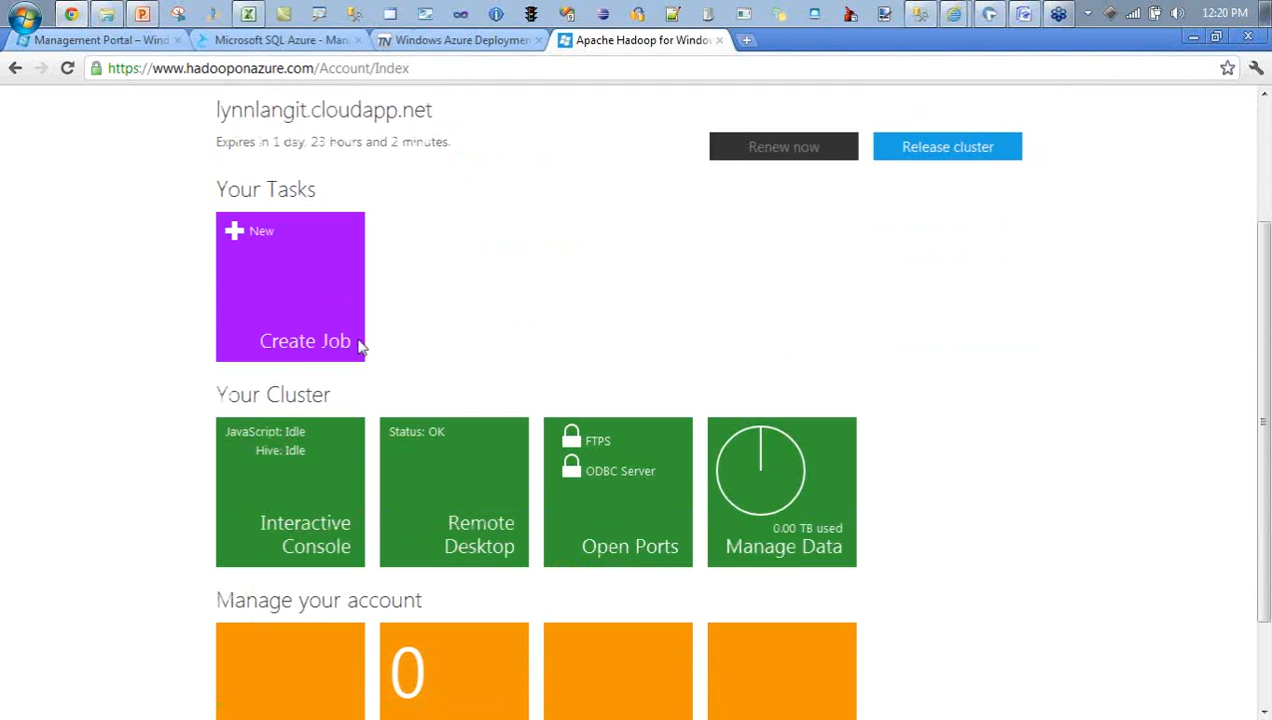 12:20 PM
Management Portal – Wind
Microsoft SQL Azure - Man
Windows Azure Deployme
Apache Hadoop for Windo
https://www.hadooponazure.com/Account/Index
lynnlangit.cloudapp.net
Expires in 1 day, 23 hours and 2 minutes.
Renew now
Release cluster
Your Tasks
New
Create Job
Your Cluster
JavaScript: Idle
Hive: Idle
Interactive
Console
Status: OK
Remote
Desktop
FTPS
ODBC Server
Open Ports
0.00 TB used
Manage Data
Manage your account
0